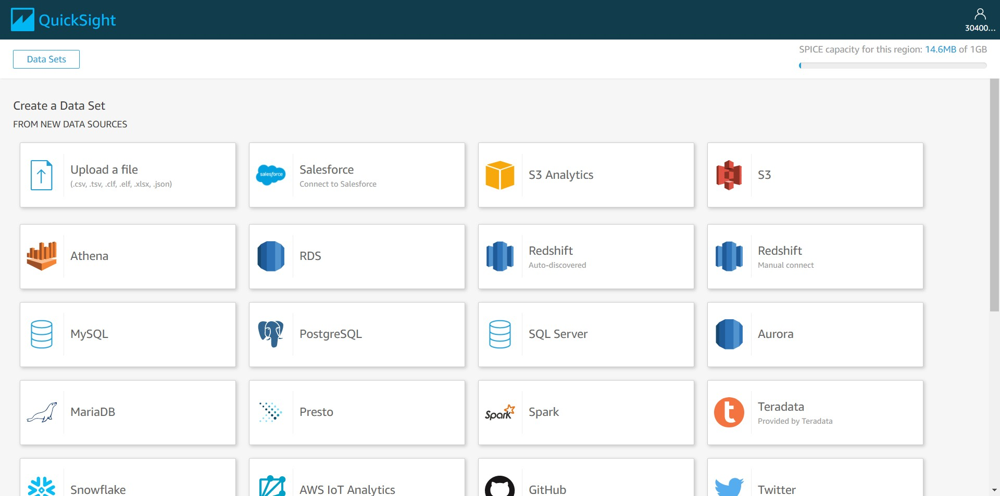 QuickSight
30400...
Data Sets
SPICE capacity for this region: 14.6MB of 1GB
Create a Data Set
FROM NEW DATA SOURCES
Upload a file
(.csv, .tsv, .clf, .elf, .xlsx, .json)
salesforce
Salesforce
Connect to Salesforce
S3 Analytics
S3
Athena
RDS
Redshift
Auto-discovered
Redshift
Manual connect
MySQL
PostgreSQL
SQL Server
Aurora
MariaDB
Presto
Spark
Spark
t
Teradata
Provided by Teradata
Snowflake
AWS IoT Analytics
GitHub
Twitter